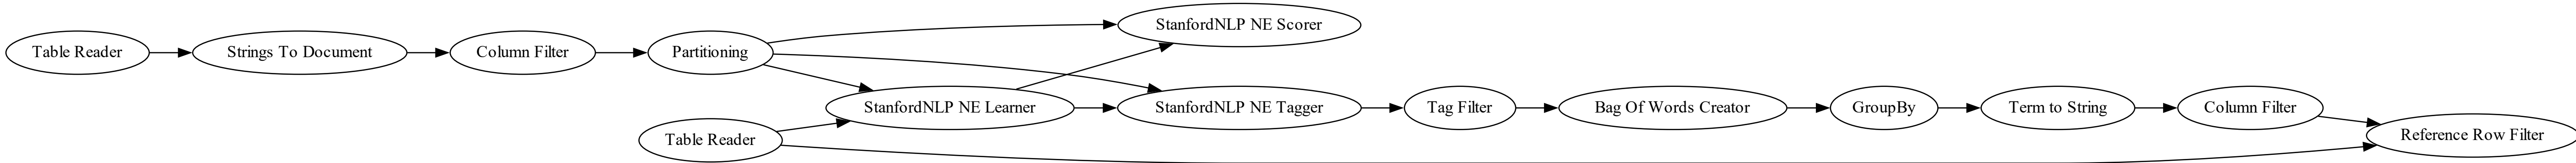 StanfordNLP NE Scorer
Table Reader
Strings To Document
Column Filter
Partitioning
StanfordNLP NE Learner
StanfordNLP NE Tagger
Tag Filter
Bag Of Words Creator
GroupBy
Term to String
Column Filter
Table Reader
Reference Row Filter